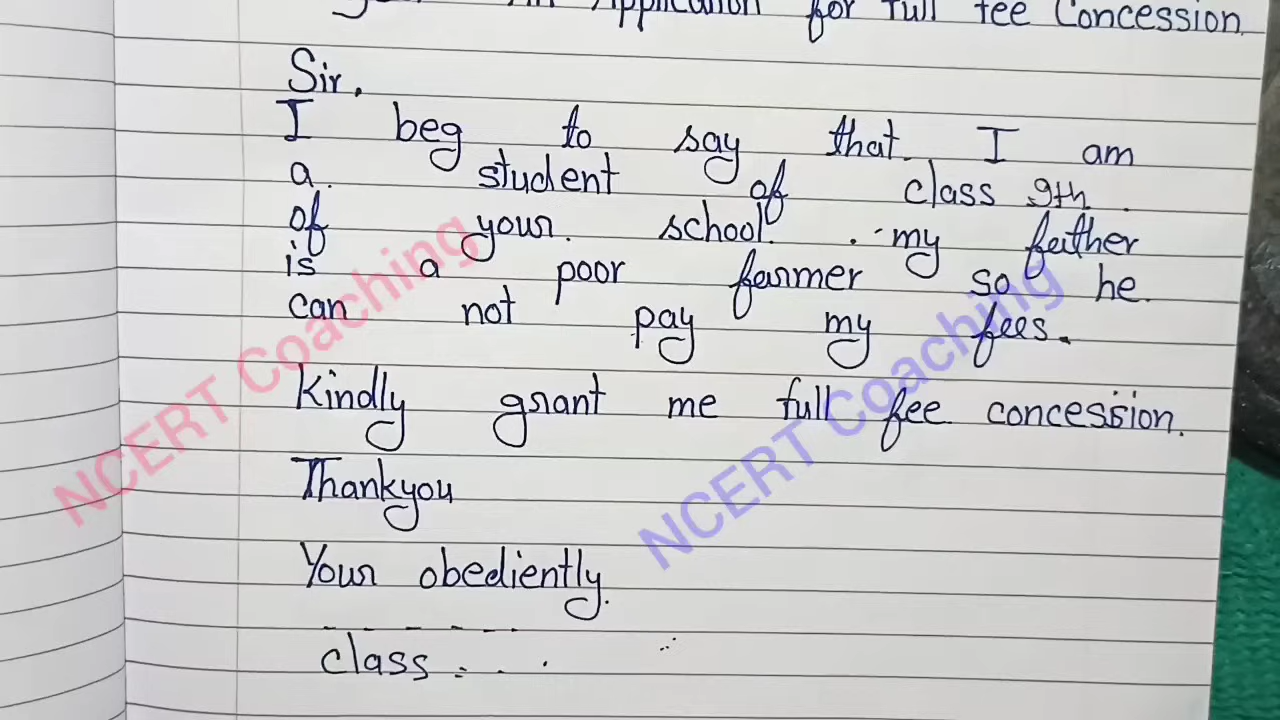 An Application for full fee Concession.
Sir.
I beg to say that I am
a student of class 9th
of your school. my father
is a poor farmer so he
can not pay my fees.
Kindly grant me full fee concession.
Thankyou
Your obediently.
class
NCERT Coaching
NCERT Coaching